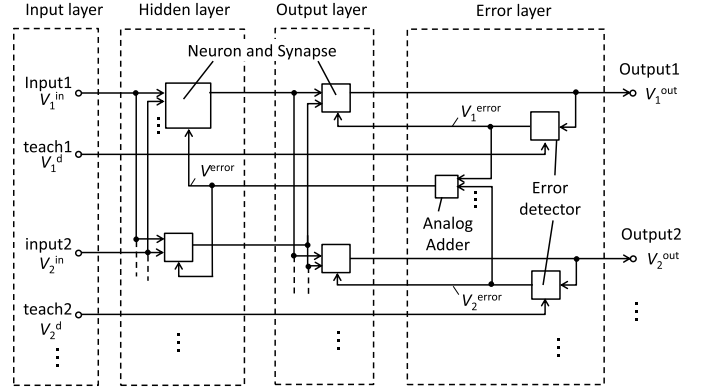 Input layer
Hidden layer
Output layer
Error layer
Neuron and Synapse
Input1
V₁ⁱⁿ
Output1
V₁ᵒᵘᵗ
V₁ᵉʳʳᵒʳ
teach1
V₁ᵈ
Vᵉʳʳᵒʳ
Error
detector
Analog
Adder
input2
V₂ⁱⁿ
Output2
V₂ᵒᵘᵗ
V₂ᵉʳʳᵒʳ
teach2
V₂ᵈ